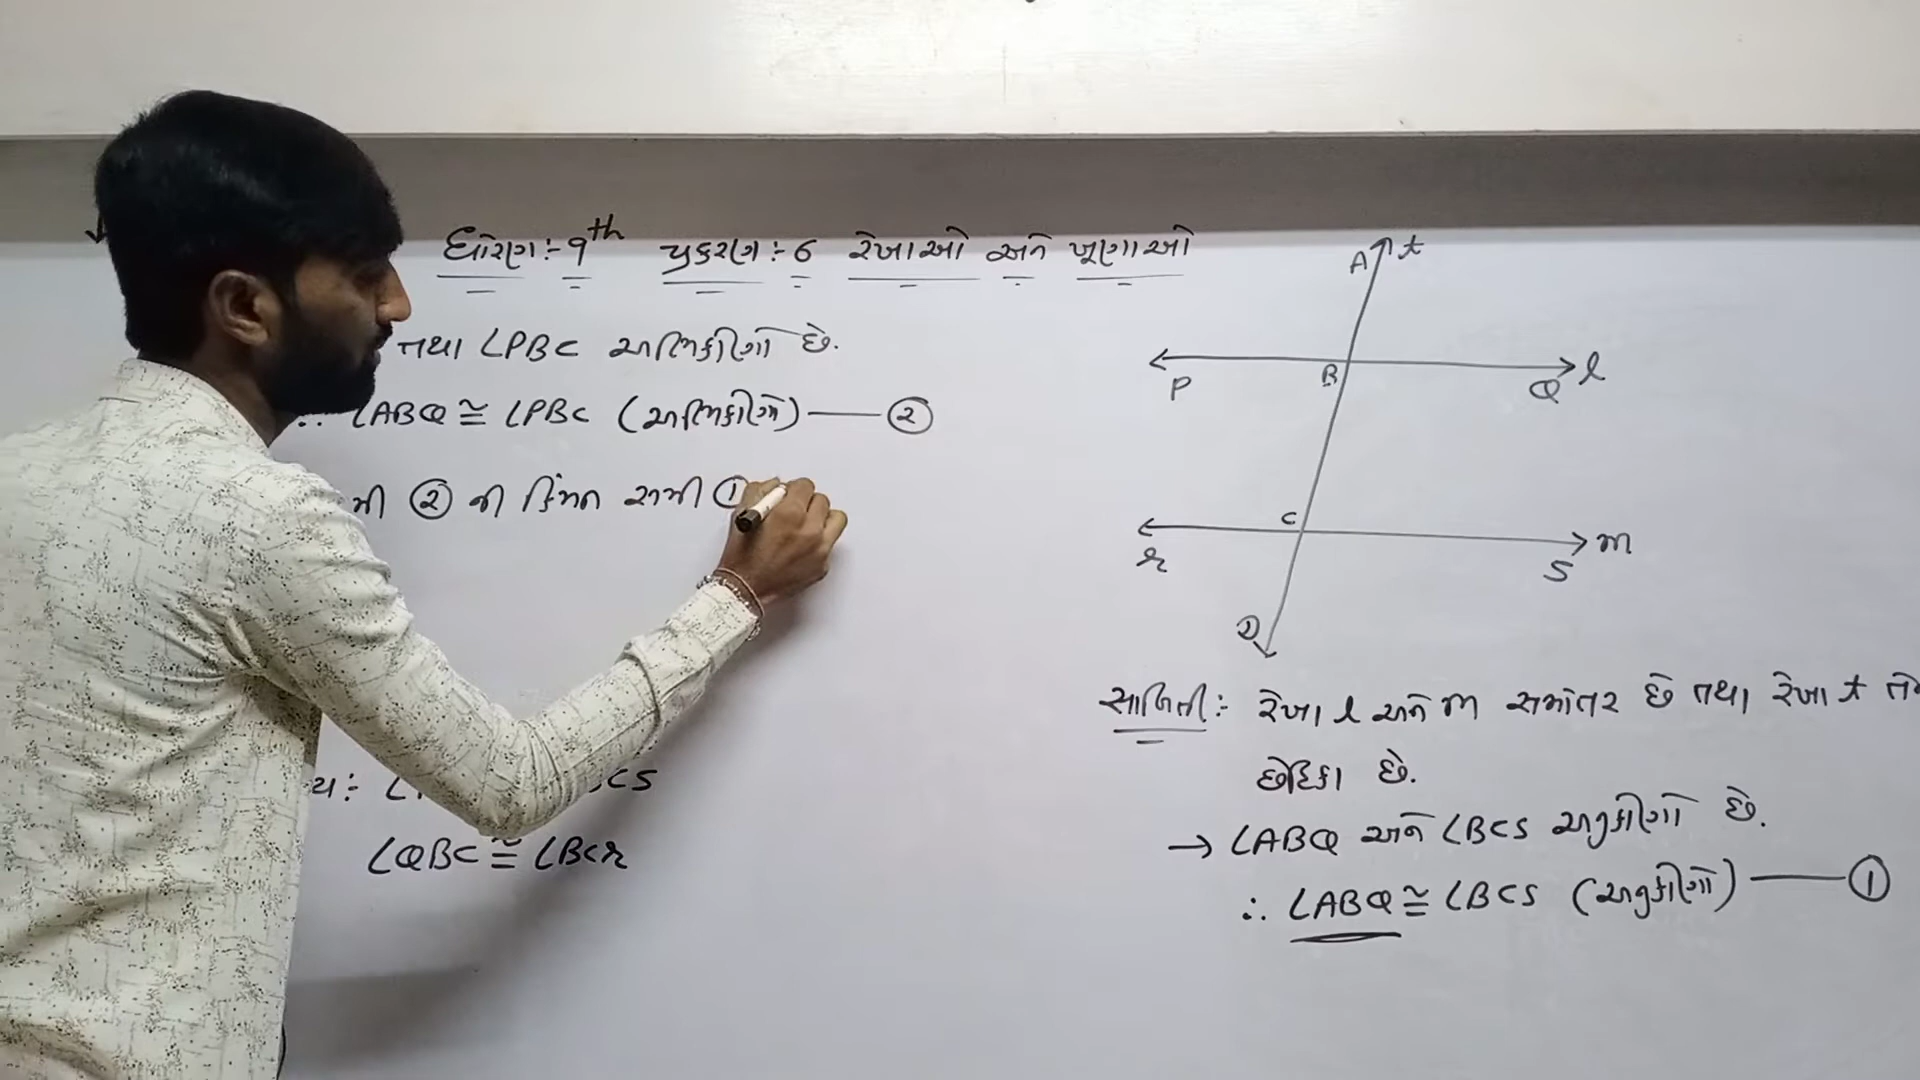 ધોરણ:- 9th પ્રકરણ:- 6 રેખાઓ અને ખૂણાઓ
તથા ∠PBC અભિકોણો છે.
∴ ∠ABQ ≅ ∠PBC (અભિકોણો) —— ②
② ની કિંમત સામી ①
∠QBC ≅ ∠BCR
A t
P B Q l
C m
R S
D
સાબિતી:- રેખા l અને m સમાંતર છે તથા રેખા t
છેદિકા છે.
→ ∠ABQ અને ∠BCS અનુકોણો છે.
∴ ∠ABQ ≅ ∠BCS (અનુકોણો) —— ①